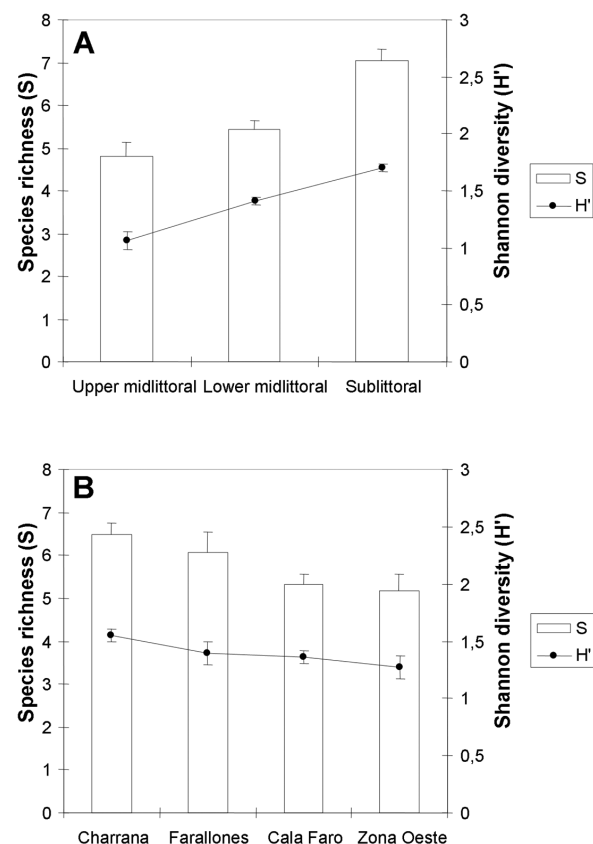 A
Species richness (S)
8
7
6
5
4
3
2
1
0
Shannon diversity (H')
3
2,5
2
1,5
1
0,5
0
Upper midlittoral Lower midlittoral Sublittoral
S
H'
B
Species richness (S)
8
7
6
5
4
3
2
1
0
Shannon diversity (H')
3
2,5
2
1,5
1
0,5
0
Charrana Farallones Cala Faro Zona Oeste
S
H'